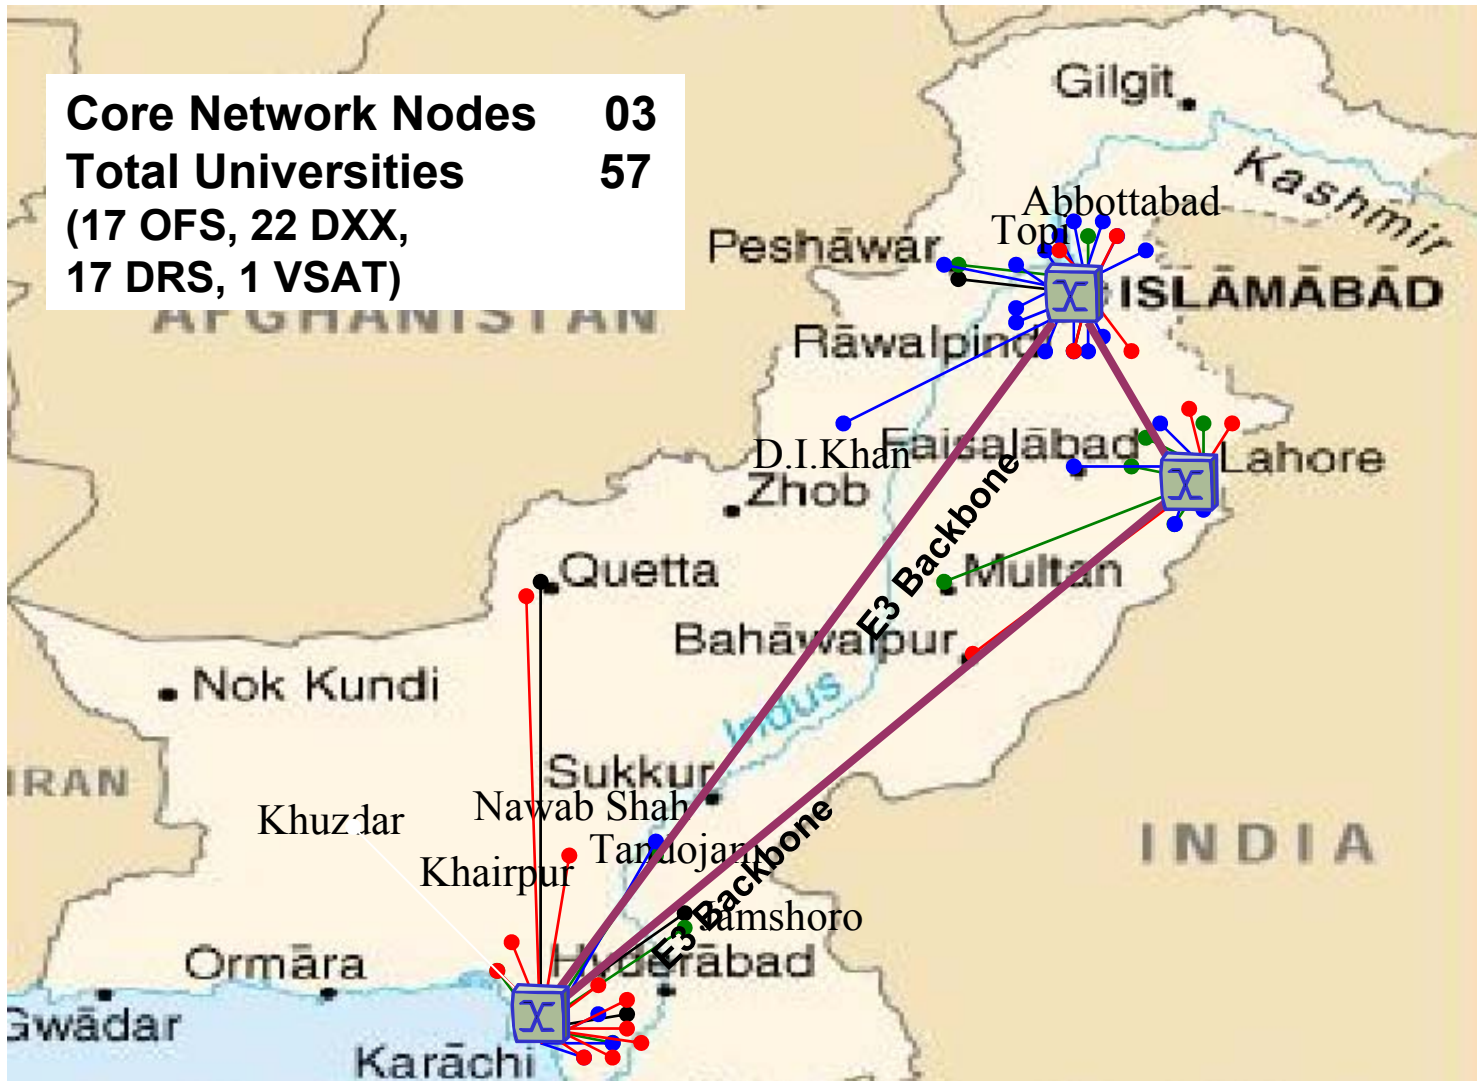 Core Network Nodes 03
Total Universities 57
(17 OFS, 22 DXX,
17 DRS, 1 VSAT)
Gilgit
Kashmir
Abbottabad
Topi
Peshāwar
ISLĀMĀBĀD
AFGHANISTAN
Rāwalpindi
Faisalābad
Lahore
D.I.Khan
Zhob
E3 Backbone
Quetta
Multan
Bahāwalpur
Nok Kundi
Indus
IRAN
Sukkur
Nawab Shah
Khuzdar
Tandojam
INDIA
Khairpur
E3 Backbone
Jamshoro
Ormāra
Hyderābad
Gwādar
Karāchi